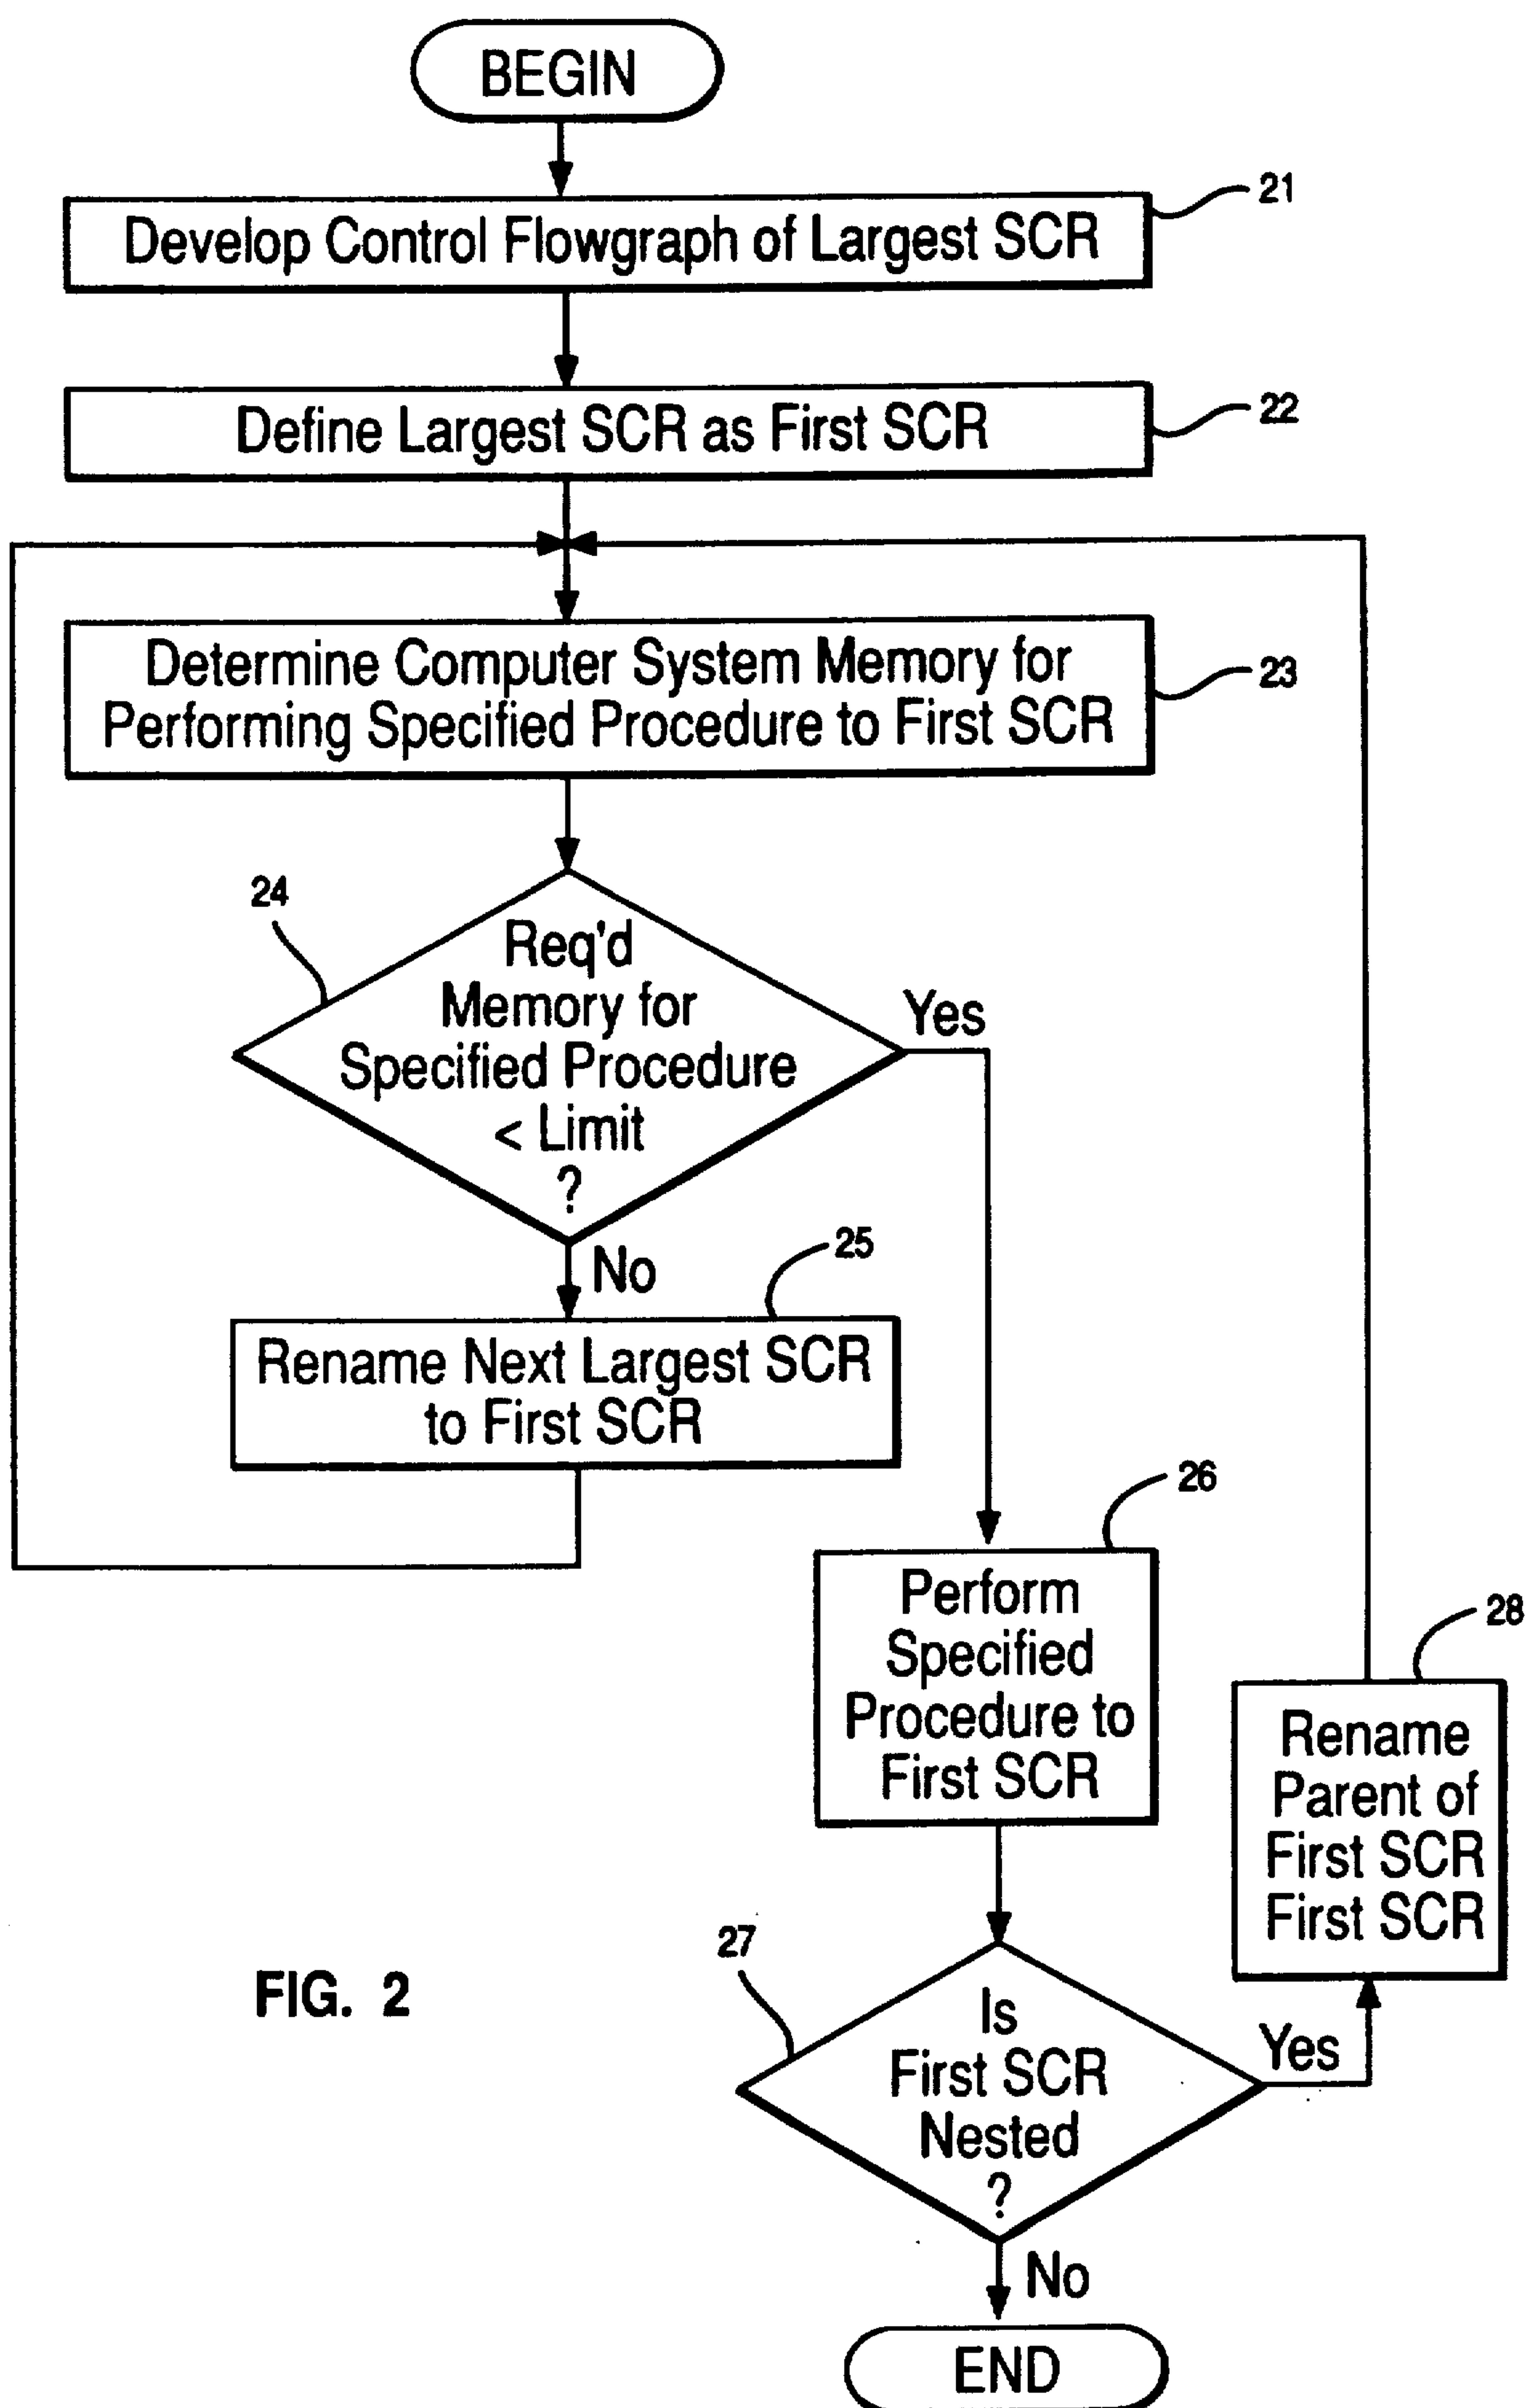 BEGIN
21
Develop Control Flowgraph of Largest SCR
22
Define Largest SCR as First SCR
23
Determine Computer System Memory for
Performing Specified Procedure to First SCR
24
Req'd
Memory for
Specified Procedure
< Limit
?
Yes
No
25
Rename Next Largest SCR
to First SCR
26
Perform
Specified
Procedure to
First SCR
28
Rename
Parent of
First SCR
First SCR
27
Is
First SCR
Nested
?
Yes
No
END
FIG. 2